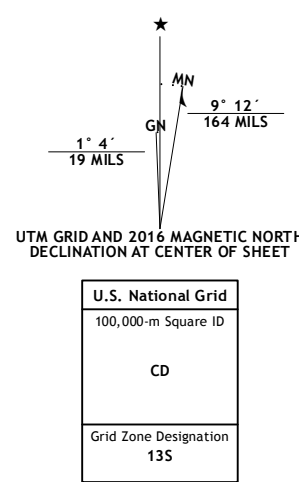 ★
MN
GN
1° 4´
19 MILS
9° 12´
164 MILS
UTM GRID AND 2016 MAGNETIC NORTH
DECLINATION AT CENTER OF SHEET
U.S. National Grid
100,000-m Square ID
CD
Grid Zone Designation
13S